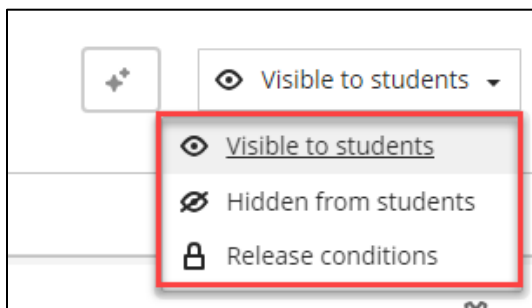 Visible to students
Visible to students
Hidden from students
Release conditions